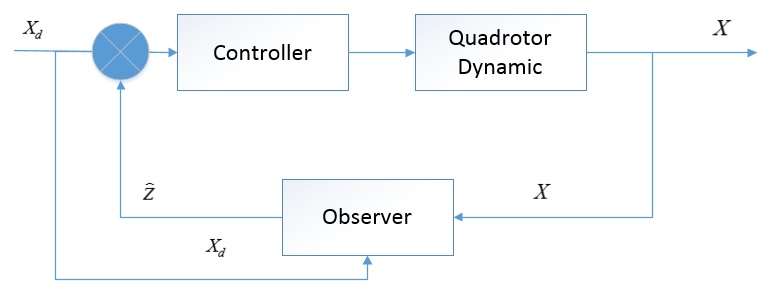 X_d
Controller
Quadrotor
Dynamic
X
ẑ
Observer
X
X_d